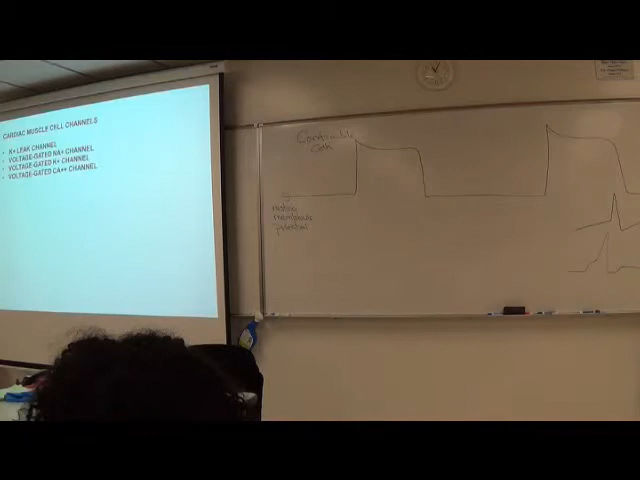 CARDIAC MUSCLE CELL CHANNELS
• K+ LEAK CHANNEL
• VOLTAGE-GATED NA+ CHANNEL
• VOLTAGE-GATED K+ CHANNEL
• VOLTAGE-GATED CA++ CHANNEL
Contractile
Cells
resting
membrane
potential